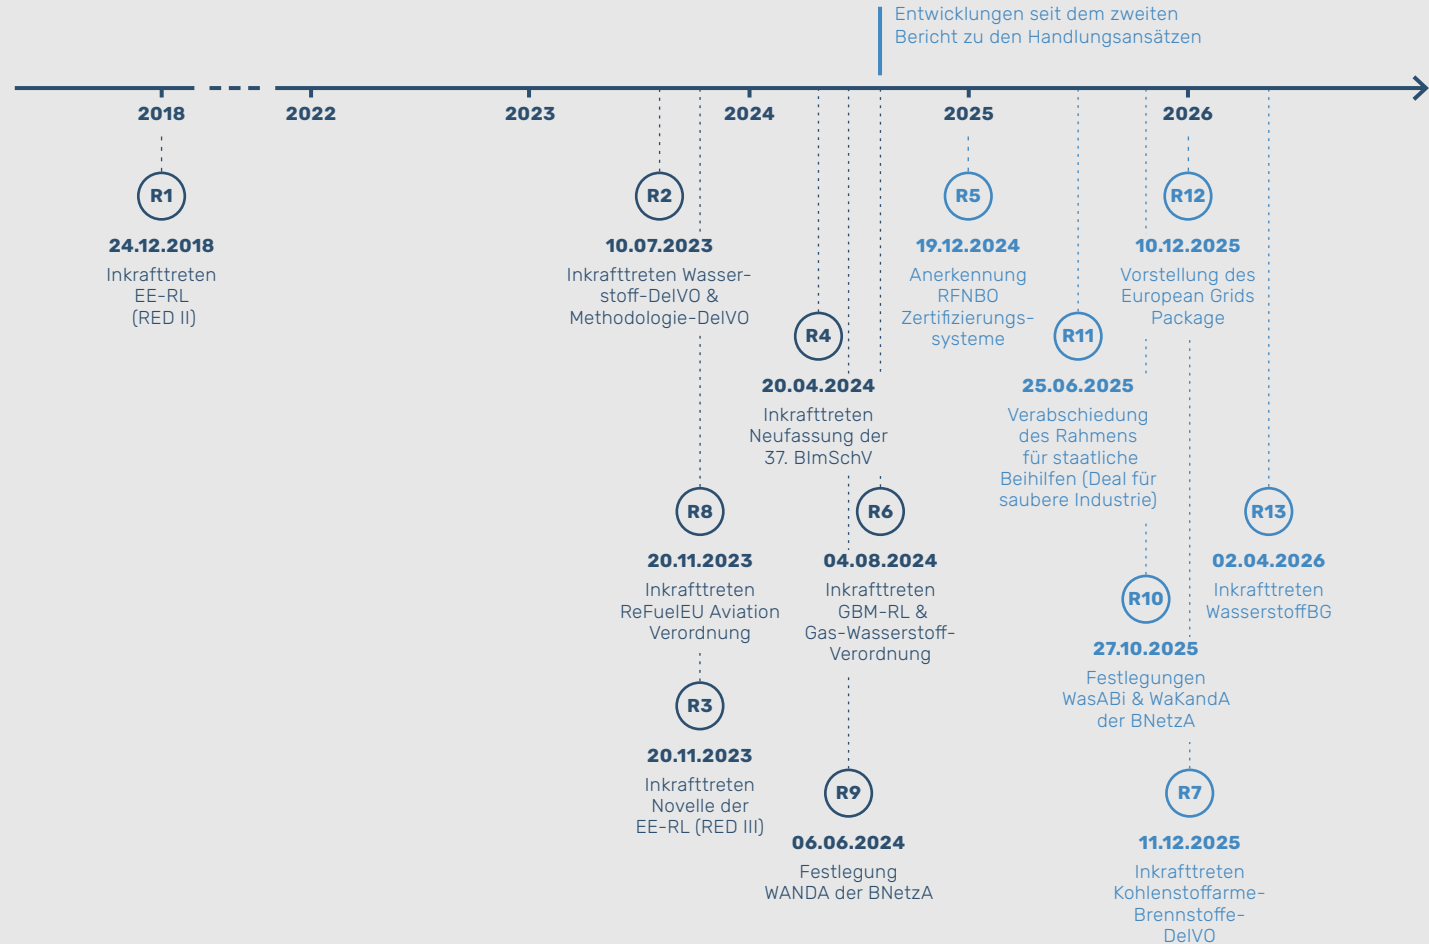 Entwicklungen seit dem zweiten
Bericht zu den Handlungsansätzen
2018
2022
2023
2024
2025
2026
R1
24.12.2018
Inkrafttreten
EE-RL
(RED II)
R2
10.07.2023
Inkrafttreten Wasser-
stoff-DelVO &
Methodologie-DelVO
R8
20.11.2023
Inkrafttreten
ReFuelEU Aviation
Verordnung
R3
20.11.2023
Inkrafttreten
Novelle der
EE-RL (RED III)
R4
20.04.2024
Inkrafttreten
Neufassung der
37. BImSchV
R6
04.08.2024
Inkrafttreten
GBM-RL &
Gas-Wasserstoff-
Verordnung
R9
06.06.2024
Festlegung
WANDA der BNetzA
R5
19.12.2024
Anerkennung
RFNBO
Zertifizierungs-
systeme
R11
25.06.2025
Verabschiedung
des Rahmens
für staatliche
Beihilfen (Deal für
saubere Industrie)
R12
10.12.2025
Vorstellung des
European Grids
Package
R10
27.10.2025
Festlegungen
WasABi & WaKandA
der BNetzA
R13
02.04.2026
Inkrafttreten
WasserstoffBG
R7
11.12.2025
Inkrafttreten
Kohlenstoffarme-
Brennstoffe-
DelVO